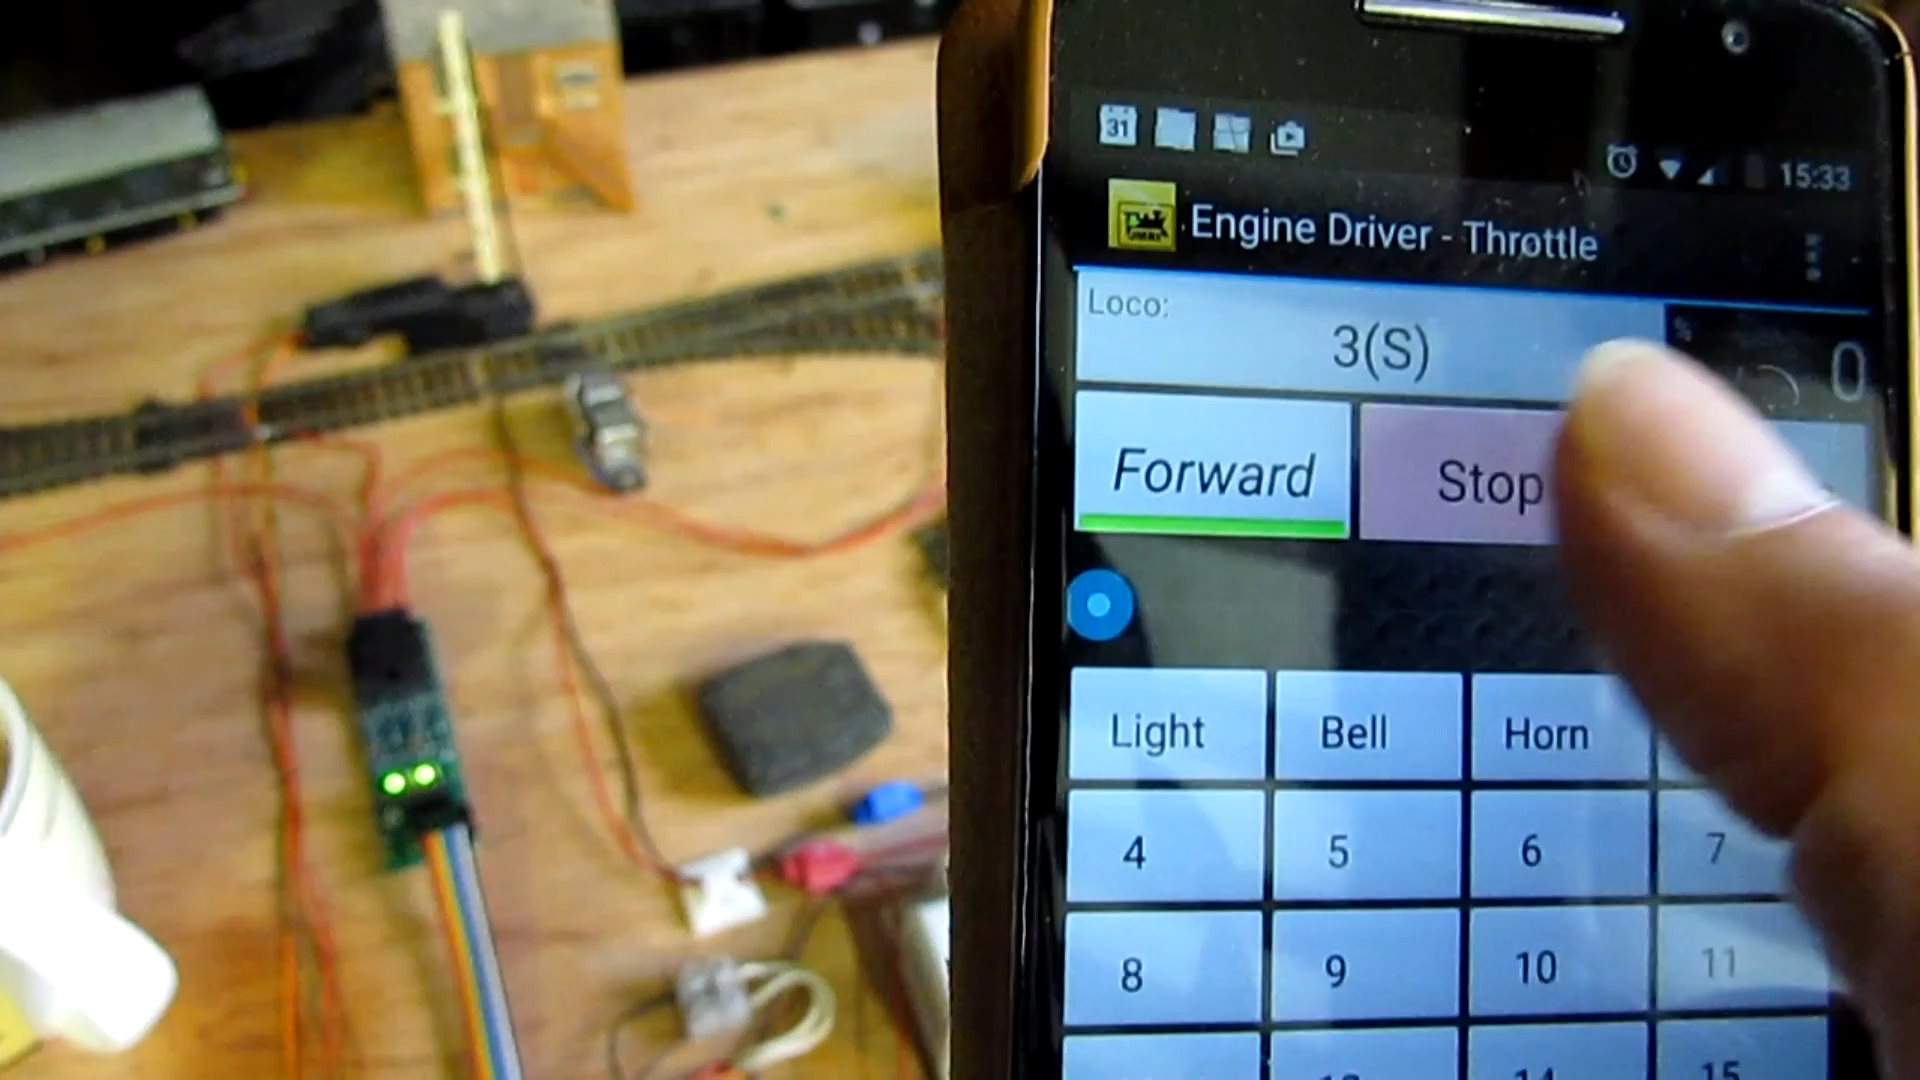 31
15:33
Engine Driver - Throttle
Loco:
3(S)
%
0
Forward
Stop
Light
Bell
Horn
4
5
6
7
8
9
10
11
14
15